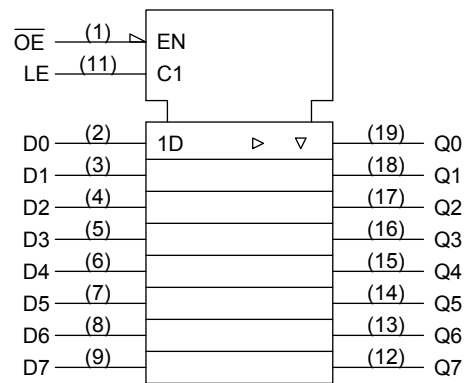 OE (1) EN
LE (11) C1
D0 (2) 1D (19) Q0
D1 (3) (18) Q1
D2 (4) (17) Q2
D3 (5) (16) Q3
D4 (6) (15) Q4
D5 (7) (14) Q5
D6 (8) (13) Q6
D7 (9) (12) Q7